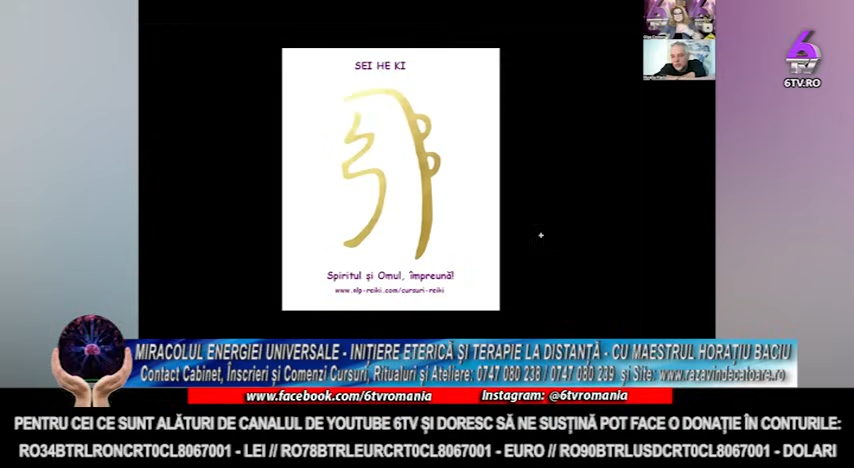 SEI HE KI
Spiritul și Omul, împreună!
www.nlp-reiki.com/cursuri-reiki
6
TV
6TV.RO
MIRACOLUL ENERGIEI UNIVERSALE - INIȚIERE ETERICĂ ȘI TERAPIE LA DISTANȚĂ - CU MAESTRUL HORAȚIU BACIU
Contact Cabinet, Înscrieri și Comenzi Cursuri, Ritualuri și Ateliere: 0747 080 238 / 0747 080 239 și Site: www.razavindecatoare.ro
www.facebook.com/6tvromania Instagram: @6tvromania
PENTRU CEI CE SUNT ALĂTURI DE CANALUL DE YOUTUBE 6TV ȘI DORESC SĂ NE SUSȚINĂ POT FACE O DONAȚIE ÎN CONTURILE:
RO34BTRLRONCRT0CL8067001 - LEI // RO78BTRLEURCRT0CL8067001 - EURO // RO90BTRLUSDCRT0CL8067001 - DOLARI